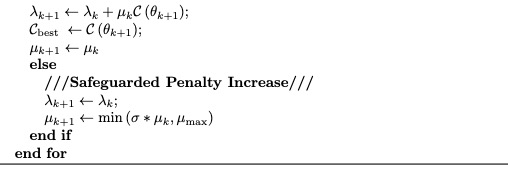 λ_{k+1} ← λ_k + μ_k 𝒞 (θ_{k+1});
𝒞_best ← 𝒞 (θ_{k+1});
μ_{k+1} ← μ_k
else
///Safeguarded Penalty Increase///
λ_{k+1} ← λ_k;
μ_{k+1} ← min (σ * μ_k, μ_max)
end if
end for